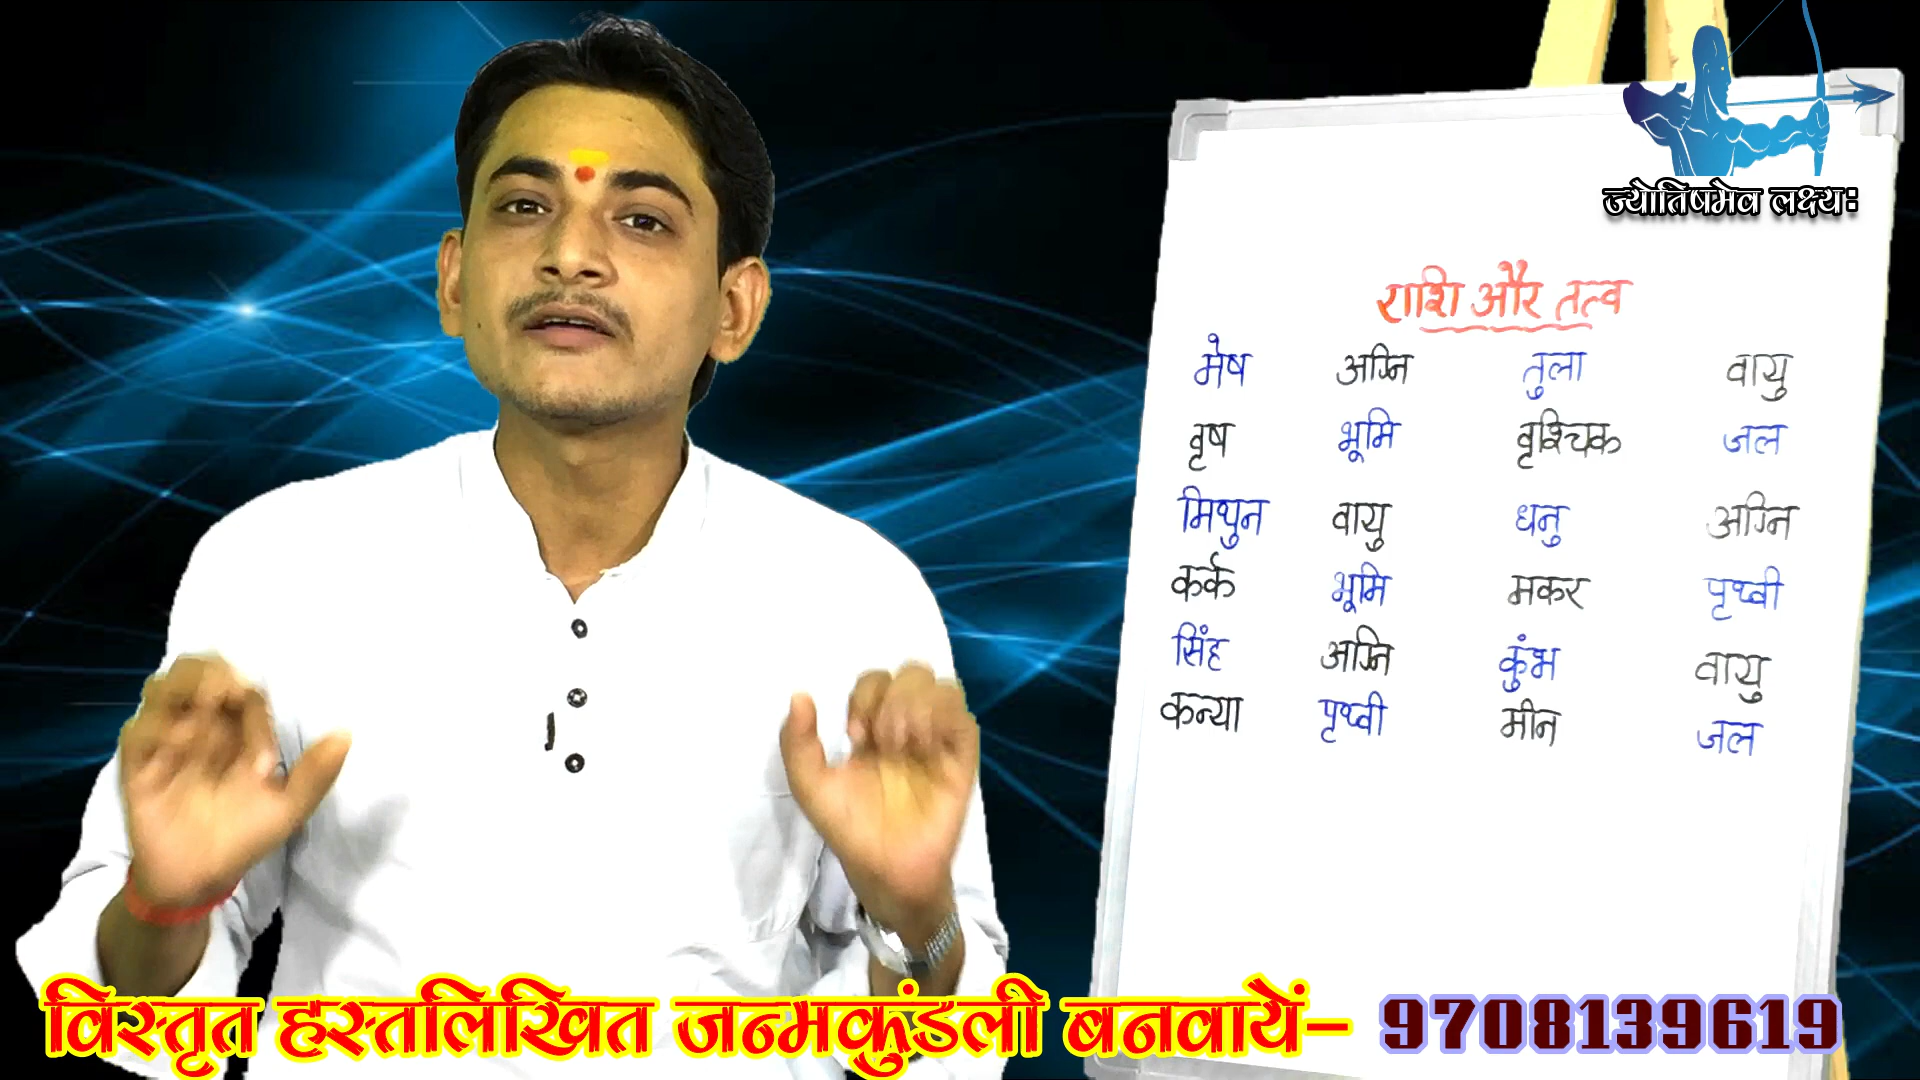 ज्योतिषमेव लक्ष्यः
राशि और तत्व
मेष अग्नि तुला वायु
वृष भूमि वृश्चिक जल
मिथुन वायु धनु अग्नि
कर्क भूमि मकर पृथ्वी
सिंह अग्नि कुंभ वायु
कन्या पृथ्वी मीन जल
विस्तृत हस्तलिखित जन्मकुंडली बनवायें- 9708139619